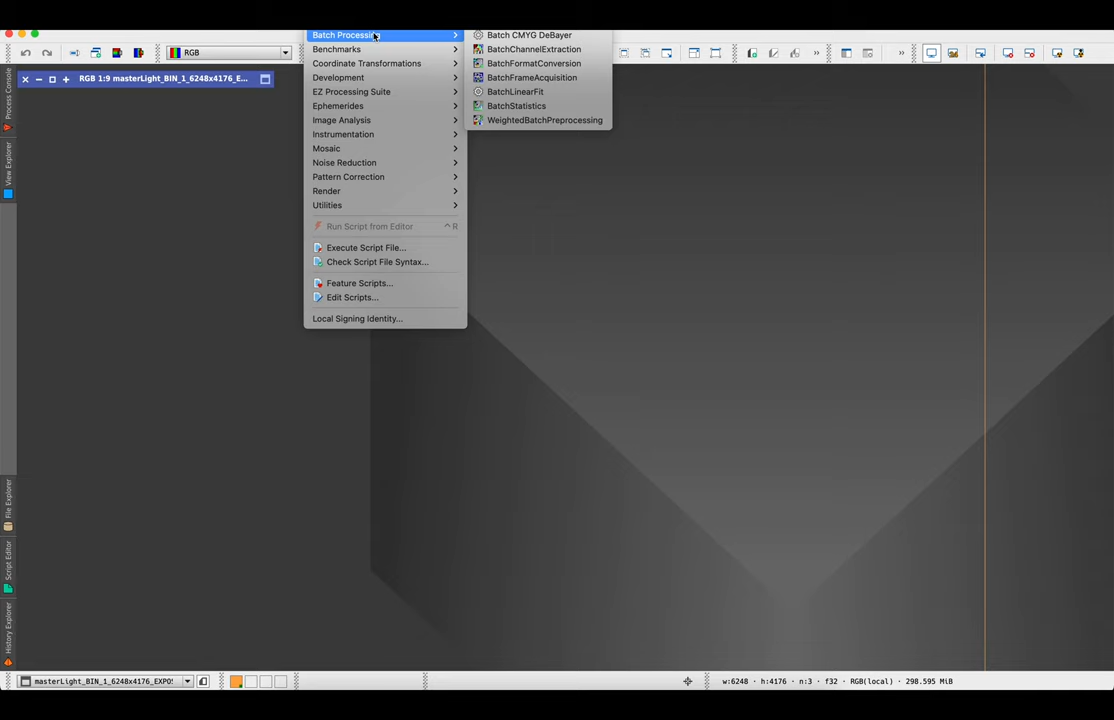 Batch Processing
Batch CMYG DeBayer
RGB
Benchmarks
BatchChannelExtraction
Coordinate Transformations
BatchFormatConversion
RGB 1:9 masterLight_BIN_1_6248x4176_E...
Development
BatchFrameAcquisition
EZ Processing Suite
BatchLinearFit
Ephemerides
BatchStatistics
Image Analysis
WeightedBatchPreprocessing
Instrumentation
Mosaic
Noise Reduction
Pattern Correction
Render
Utilities
Run Script from Editor ^ R
Execute Script File...
Check Script File Syntax...
Feature Scripts...
Edit Scripts...
Local Signing Identity...
Process Console
View Explorer
File Explorer
Script Editor
History Explorer
masterLight_BIN_1_6248x4176_EXPO
w:6248 · h:4176 · n:3 · f32 · RGB(local) · 298.595 MiB